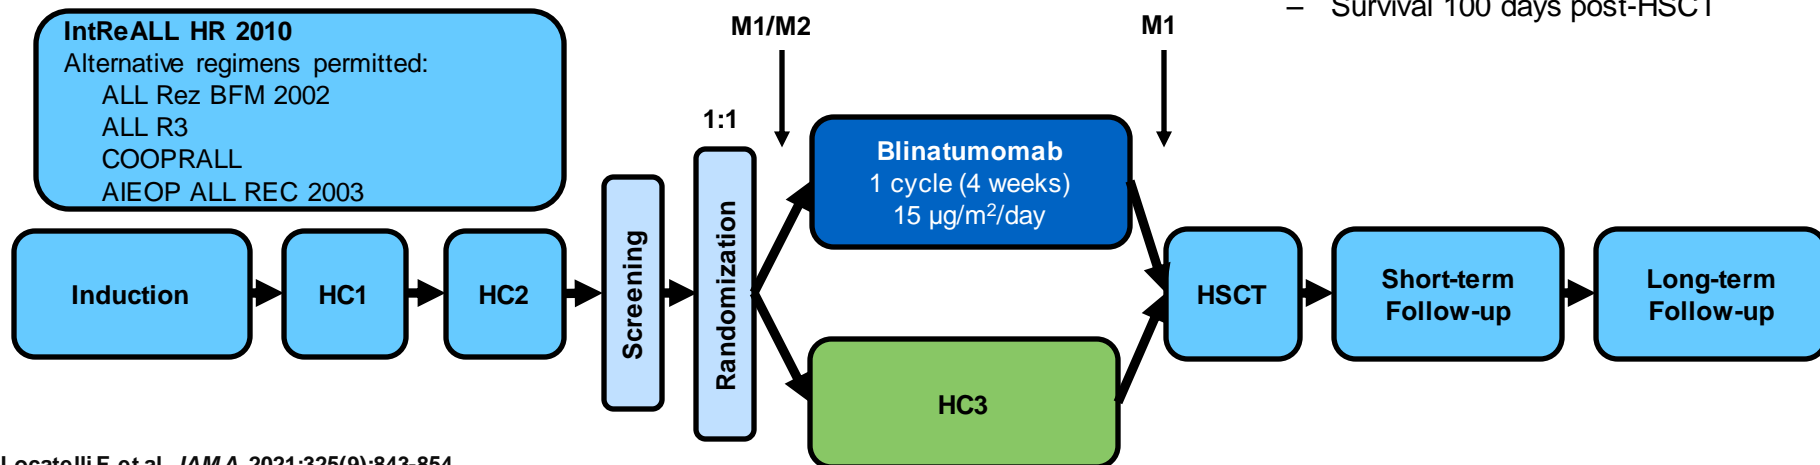 – Survival 100 days post-HSCT
IntReALL HR 2010
Alternative regimens permitted:
ALL Rez BFM 2002
ALL R3
COOPRALL
AIEOP ALL REC 2003
M1/M2
M1
1:1
Induction
HC1
HC2
Screening
Randomization
Blinatumomab
1 cycle (4 weeks)
15 µg/m²/day
HC3
HSCT
Short-term
Follow-up
Long-term
Follow-up
Locatelli F, et al. JAMA. 2021;325(9):843-854.